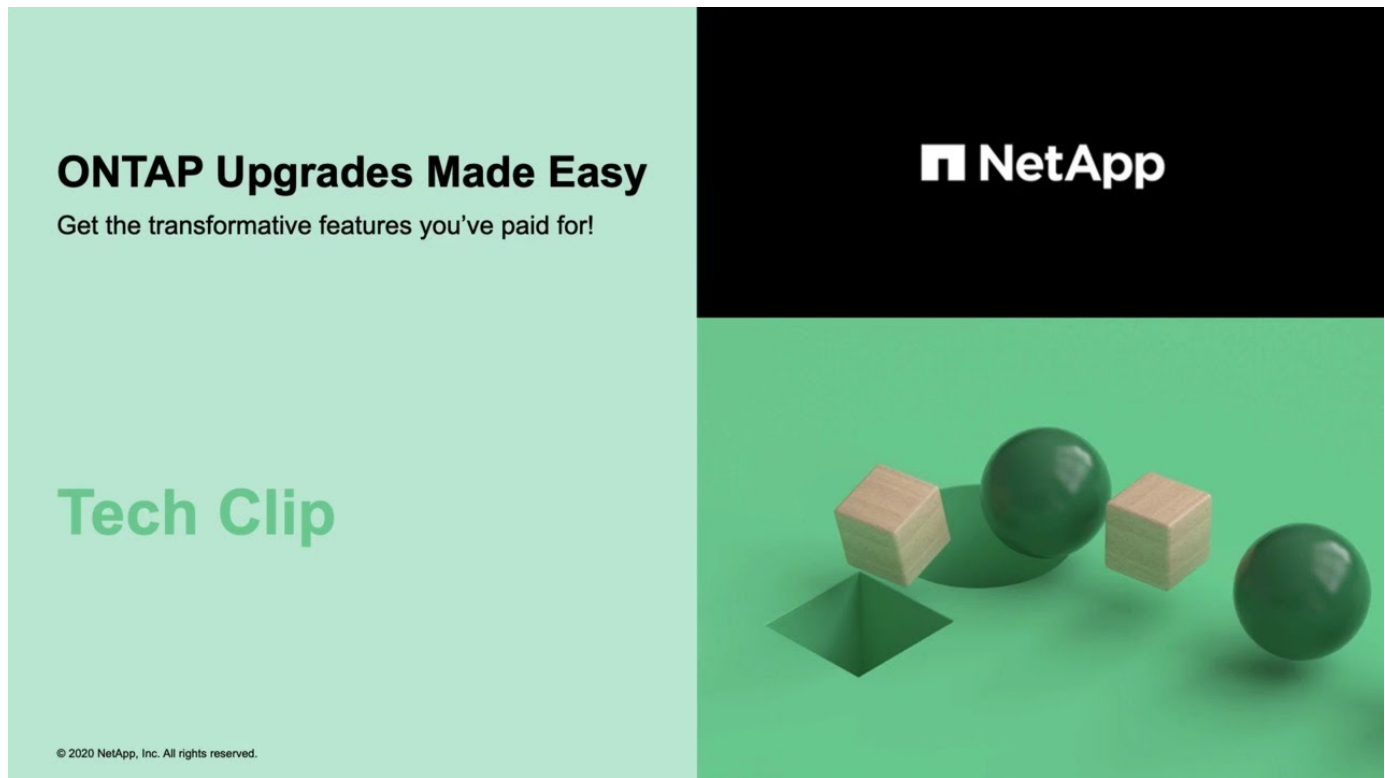 ONTAP Upgrades Made Easy
Get the transformative features you've paid for!
NetApp
Tech Clip
© 2020 NetApp, Inc. All rights reserved.